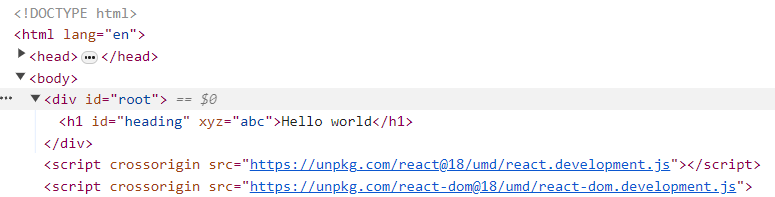 <!DOCTYPE html>
<html lang="en">
<head>•••</head>
<body>
••• <div id="root"> == $0
<h1 id="heading" xyz="abc">Hello world</h1>
</div>
<script crossorigin src="https://unpkg.com/react@18/umd/react.development.js"></script>
<script crossorigin src="https://unpkg.com/react-dom@18/umd/react-dom.development.js">